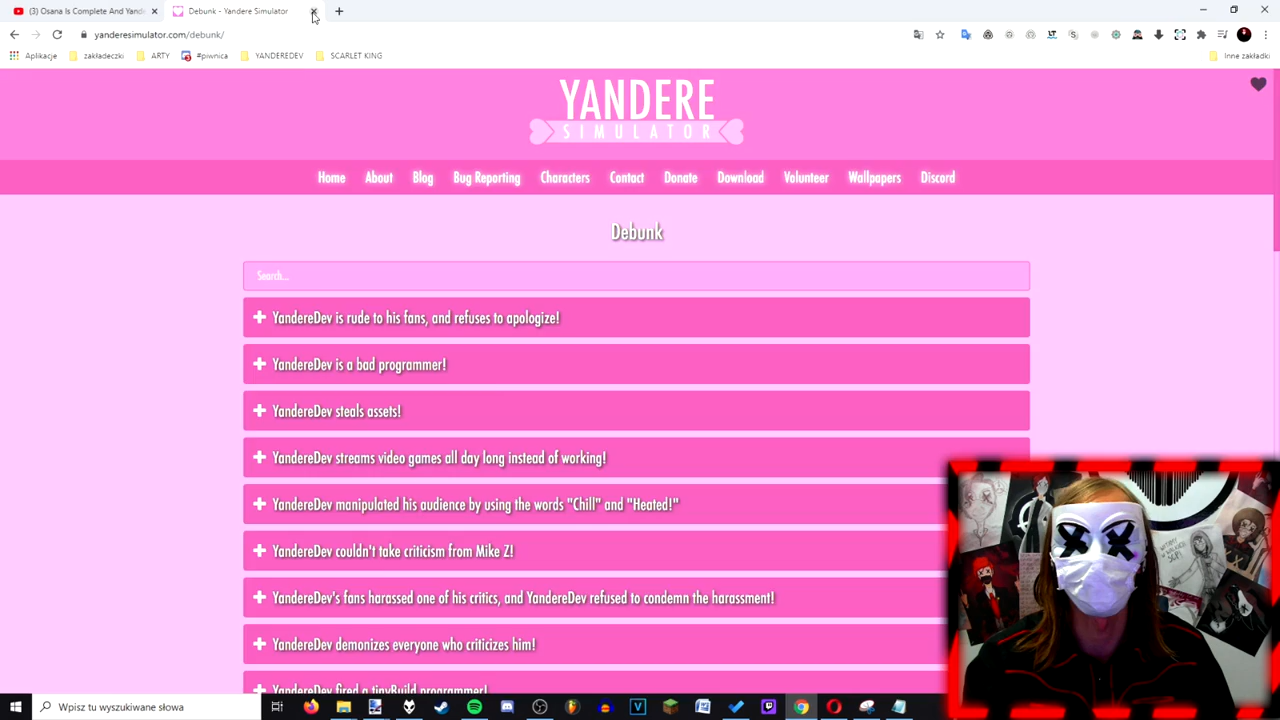 (3) Osana Is Complete And Yande
Debunk - Yandere Simulator
yanderesimulator.com/debunk/
Aplikacje
zakładeczki
ARTY
#piwnica
YANDEREDEV
SCARLET KING
Inne zakładki
YANDERE
SIMULATOR
Home About Blog Bug Reporting Characters Contact Donate Download Volunteer Wallpapers Discord
Debunk
Search...
YandereDev is rude to his fans, and refuses to apologize!
YandereDev is a bad programmer!
YandereDev steals assets!
YandereDev streams video games all day long instead of working!
YandereDev manipulated his audience by using the words "Chill" and "Heated!"
YandereDev couldn't take criticism from Mike Z!
YandereDev's fans harassed one of his critics, and YandereDev refused to condemn the harassment!
YandereDev demonizes everyone who criticizes him!
YandereDev fired a tinyBuild programmer!
Wpisz tu wyszukiwane słowa